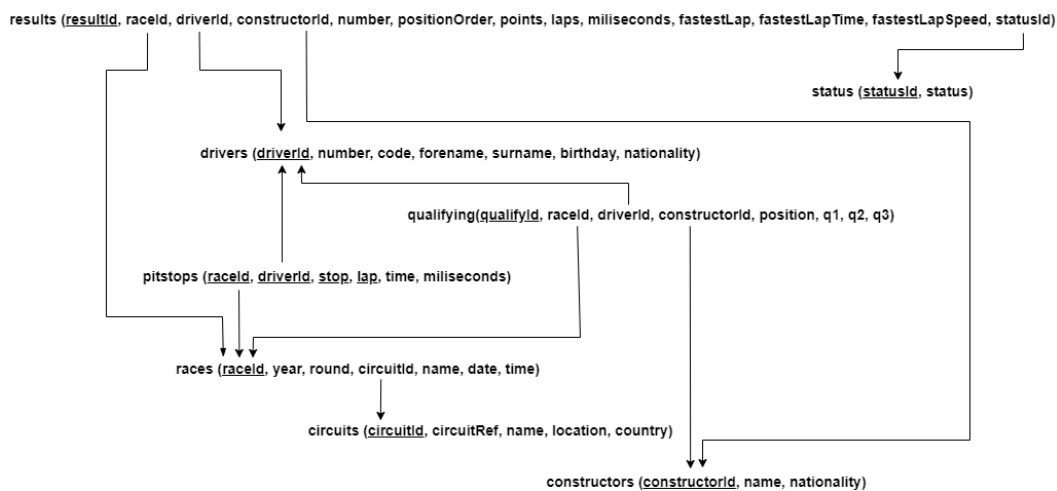 results (resultId, raceId, driverId, constructorId, number, positionOrder, points, laps, miliseconds, fastestLap, fastestLapTime, fastestLapSpeed, statusId)
status (statusId, status)
drivers (driverId, number, code, forename, surname, birthday, nationality)
qualifying(qualifyId, raceId, driverId, constructorId, position, q1, q2, q3)
pitstops (raceId, driverId, stop, lap, time, miliseconds)
races (raceId, year, round, circuitId, name, date, time)
circuits (circuitId, circuitRef, name, location, country)
constructors (constructorId, name, nationality)